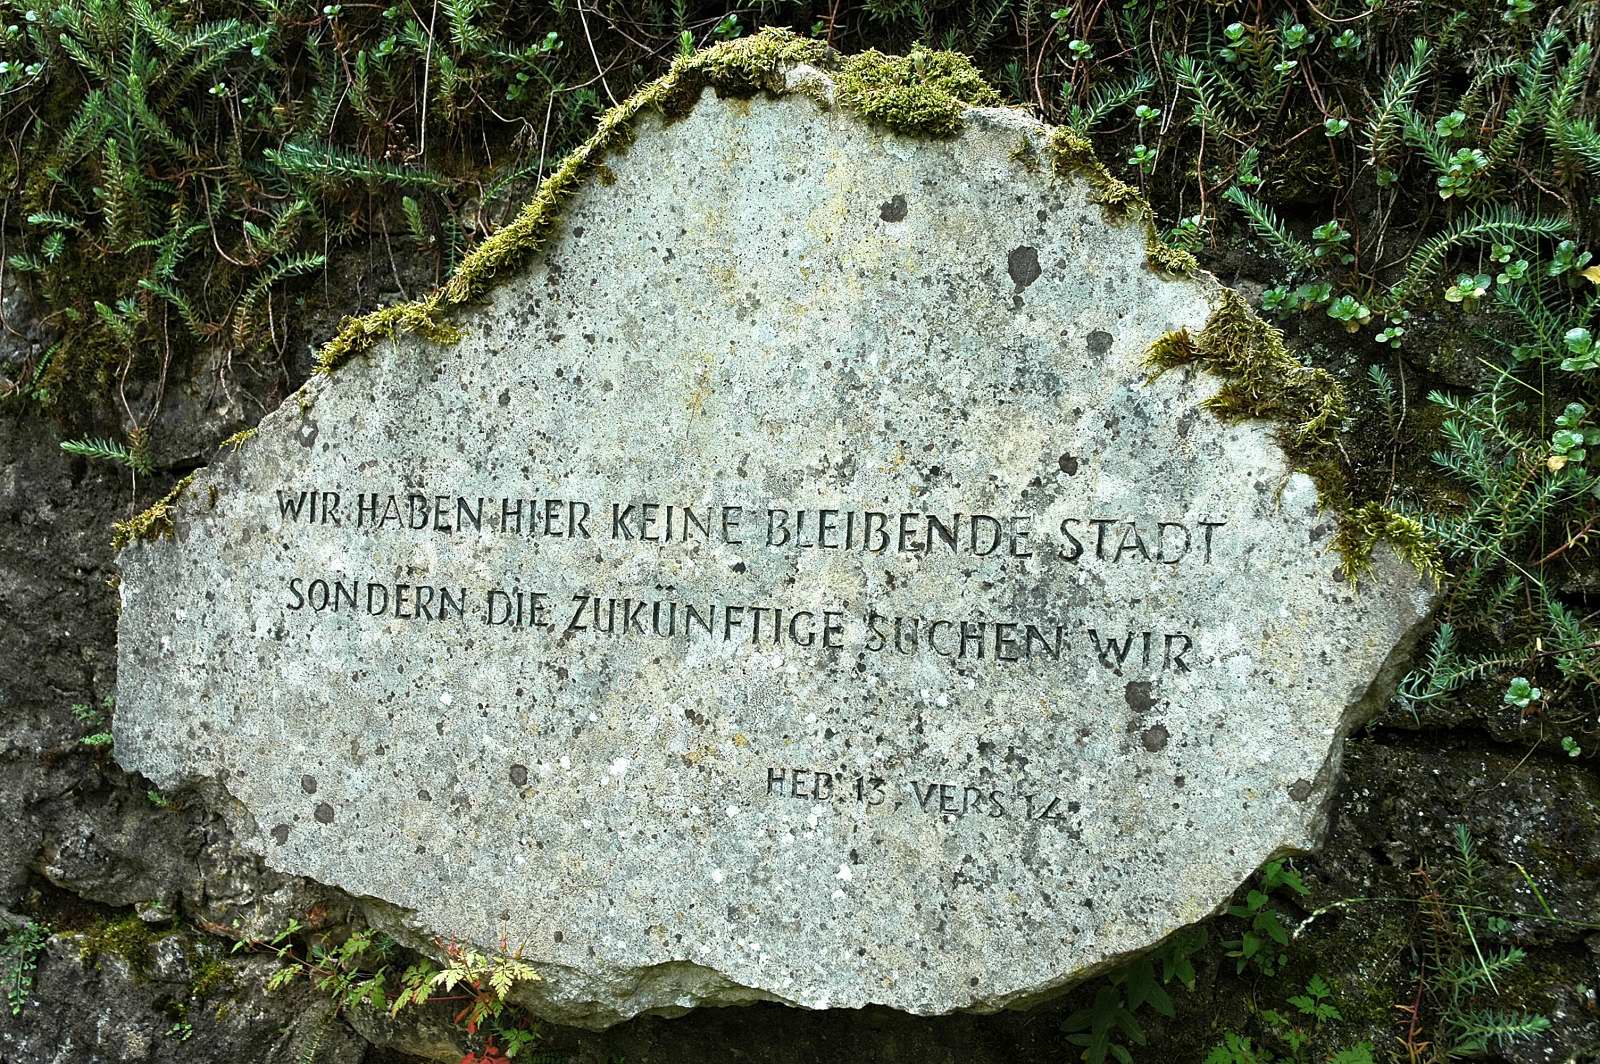 WIR HABEN HIER KEINE BLEIBENDE STADT
SONDERN DIE ZUKÜNFTIGE SUCHEN WIR
HEB. 13, VERS 14